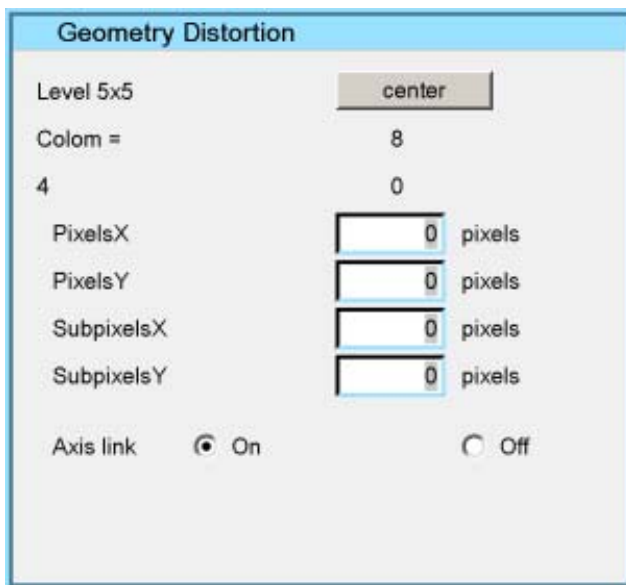 Geometry Distortion
Level 5x5 center
Colom = 8
4 0
PixelsX 0 pixels
PixelsY 0 pixels
SubpixelsX 0 pixels
SubpixelsY 0 pixels
Axis link On Off